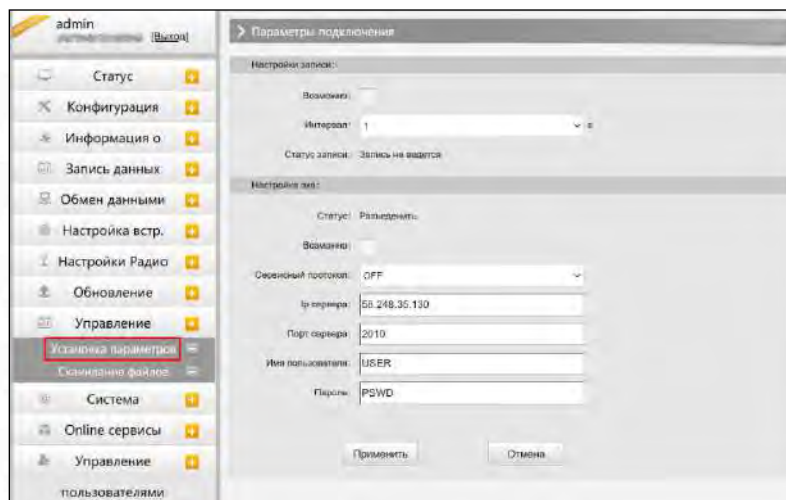 admin
[Выход]
Статус
Конфигурация
Информация о
Запись данных
Обмен данными
Настройка встр.
Настройки Радио
Обновление
Управление
Установка параметров
Скачивание файлов
Система
Online сервисы
Управление
пользователями
Параметры подключения
Настройки записи:
Возможно:
Интервал: 1 s
Статус записи: Запись не ведется
Статус: Разъеденить
Возможно:
Сервисный протокол: OFF
Ip сервера: 58.248.35.130
Порт сервера: 2010
Имя пользователя: USER
Пароль: PSWD
Применить Отмена